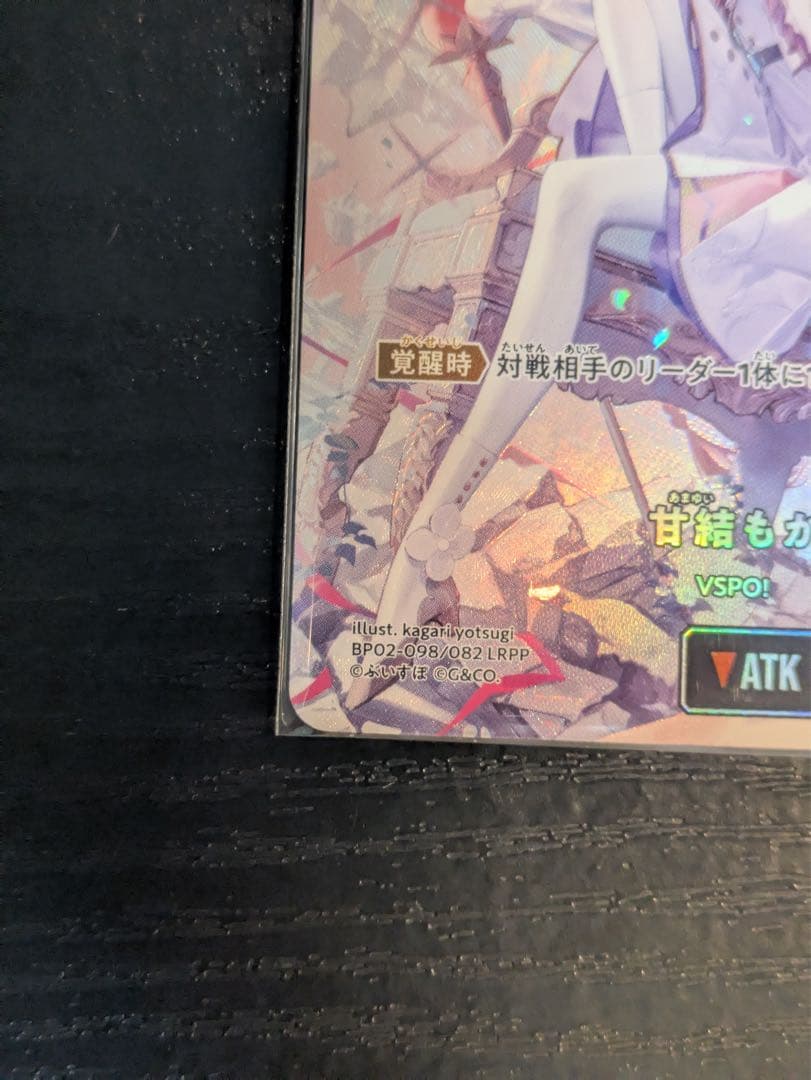 かくせいじ
覚醒時
たいせん あいて たい
対戦相手のリーダー1体に
あまゆい
甘結もか
VSPO!
illust. kagari yotsugi
BP02-098/082 LRPP
©ぶいすぽ ©G&CO.
ATK